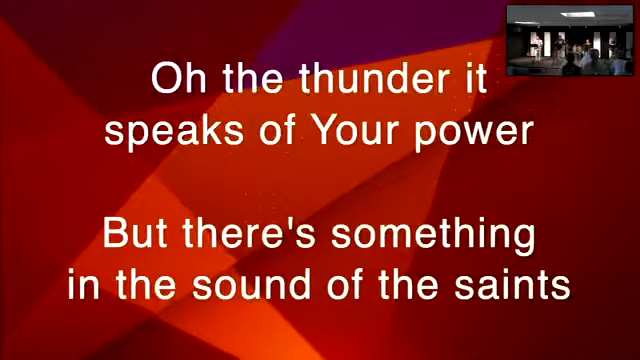 Oh the thunder it
speaks of Your power
But there's something
in the sound of the saints